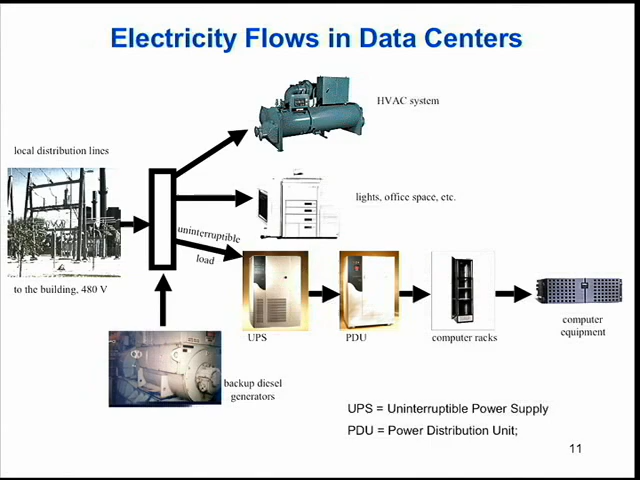 Electricity Flows in Data Centers
HVAC system
local distribution lines
lights, office space, etc.
uninterruptible
load
to the building, 480 V
UPS
PDU
computer racks
computer
equipment
backup diesel
generators
UPS = Uninterruptible Power Supply
PDU = Power Distribution Unit;
11